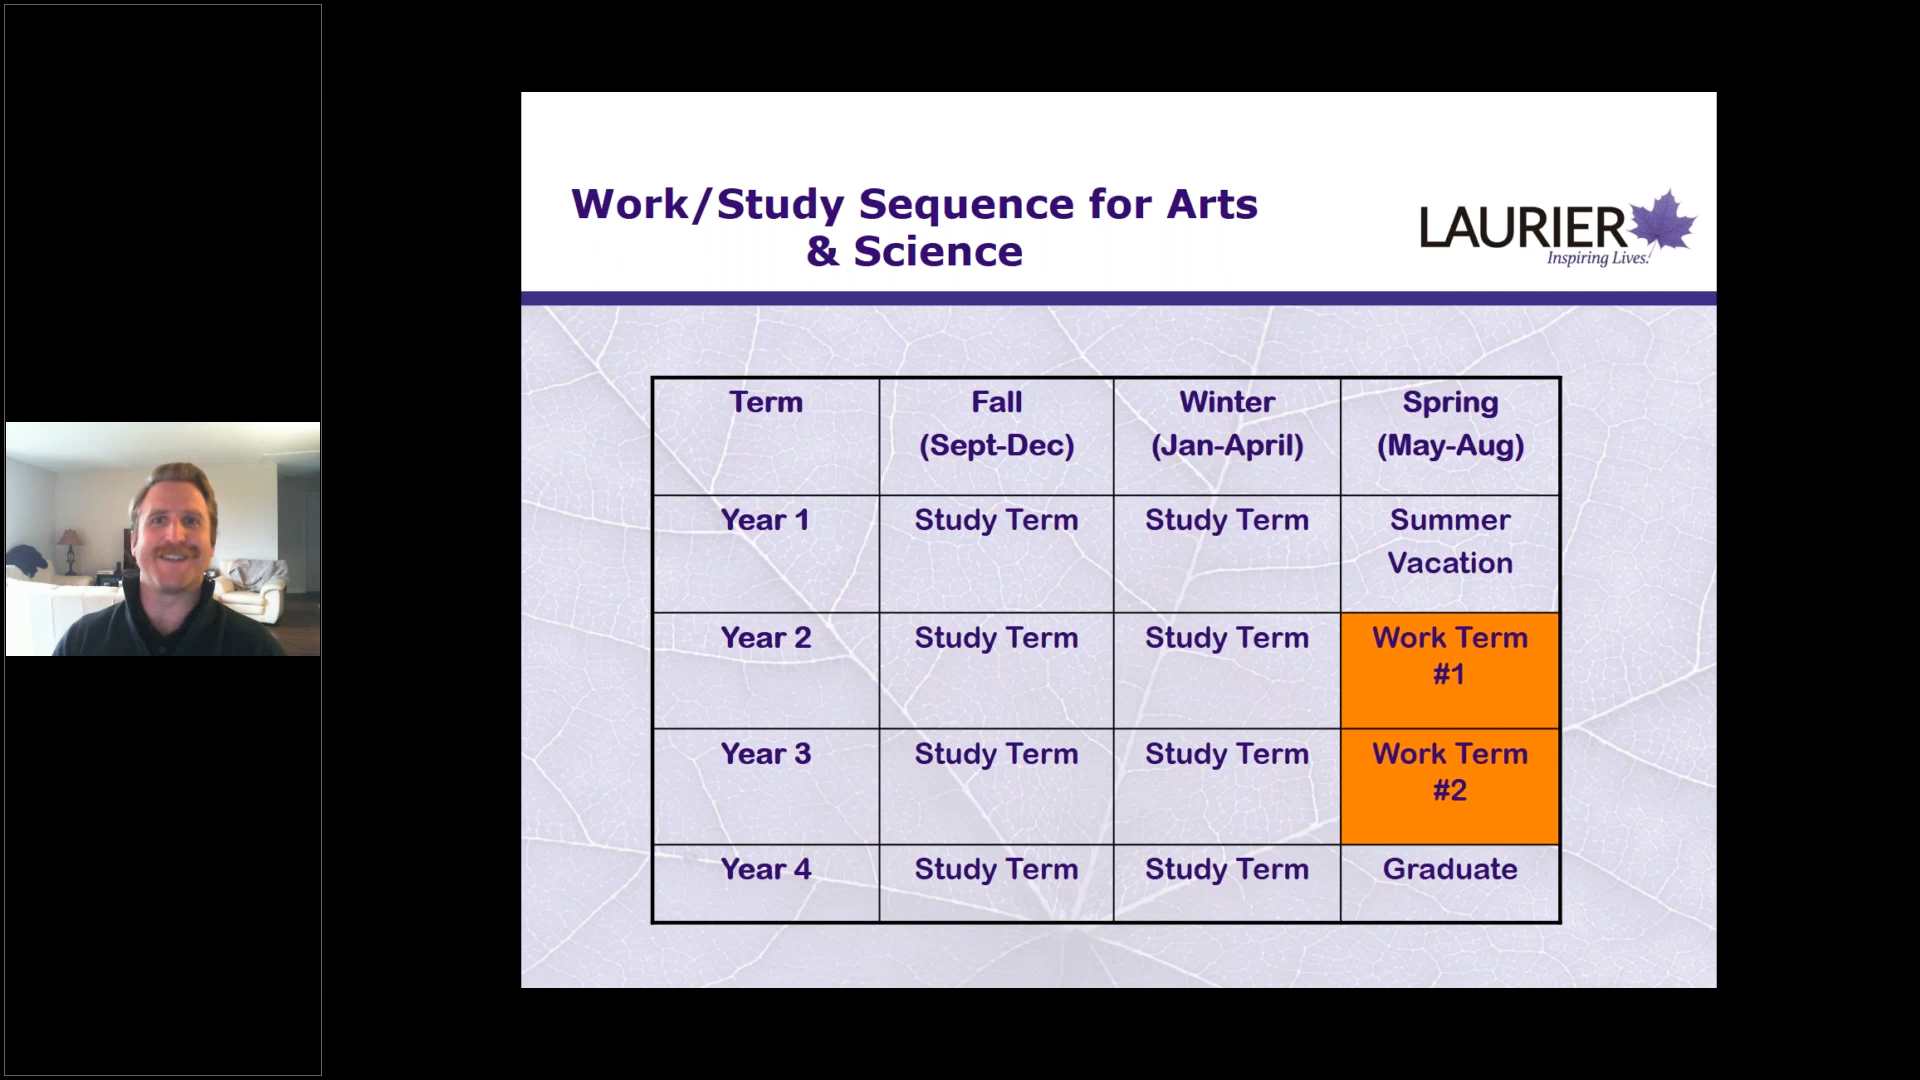 Work/Study Sequence for Arts
& Science
LAURIER
Inspiring Lives.
Term
Fall
(Sept-Dec)
Winter
(Jan-April)
Spring
(May-Aug)
Year 1
Study Term
Study Term
Summer
Vacation
Year 2
Study Term
Study Term
Work Term
#1
Year 3
Study Term
Study Term
Work Term
#2
Year 4
Study Term
Study Term
Graduate